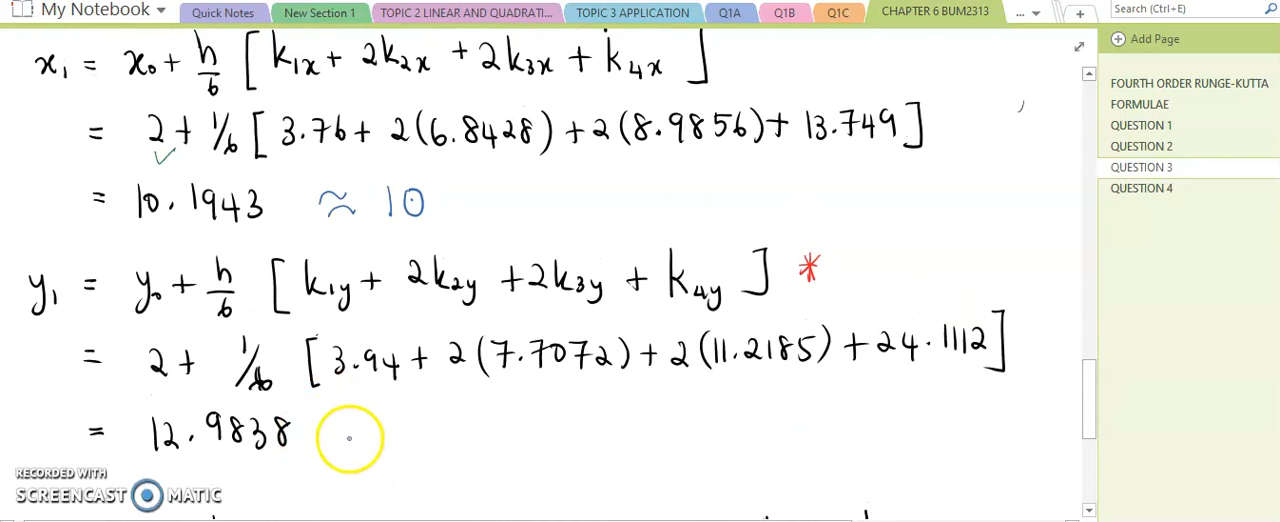 My Notebook
Quick Notes
New Section 1
TOPIC 2 LINEAR AND QUADRATI...
TOPIC 3 APPLICATION
Q1A
Q1B
Q1C
CHAPTER 6 BUM2313
...
+
Search (Ctrl+E)
Add Page
FOURTH ORDER RUNGE-KUTTA
FORMULAE
QUESTION 1
QUESTION 2
QUESTION 3
QUESTION 4
x₁ = x₀ + h/6 [ k₁ₓ + 2k₂ₓ + 2k₃ₓ + k₄ₓ ]
= 2 + 1/6 [ 3.76 + 2(6.8428) + 2(8.9856) + 13.749 ]
= 10.1943 ≈ 10
y₁ = y₀ + h/6 [ k₁y + 2k₂y + 2k₃y + k₄y ] *
= 2 + 1/6 [ 3.94 + 2(7.7072) + 2(11.2185) + 24.1112 ]
= 12.9838
RECORDED WITH
SCREENCAST MATIC